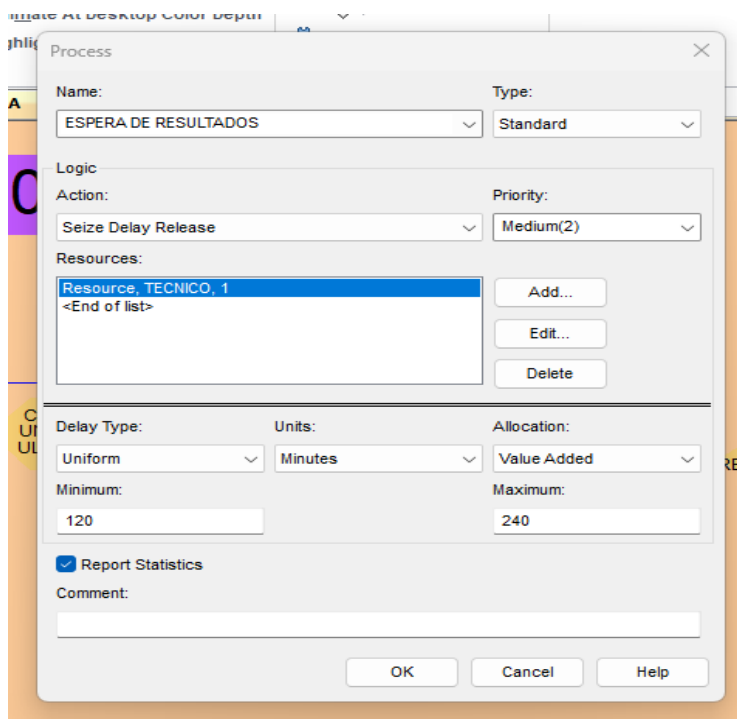 Process
Name: Type:
ESPERA DE RESULTADOS Standard
Logic
Action: Priority:
Seize Delay Release Medium(2)
Resources:
Resource, TECNICO, 1
<End of list>
Add...
Edit...
Delete
Delay Type: Units: Allocation:
Uniform Minutes Value Added
Minimum: Maximum:
120 240
Report Statistics
Comment:
OK Cancel Help